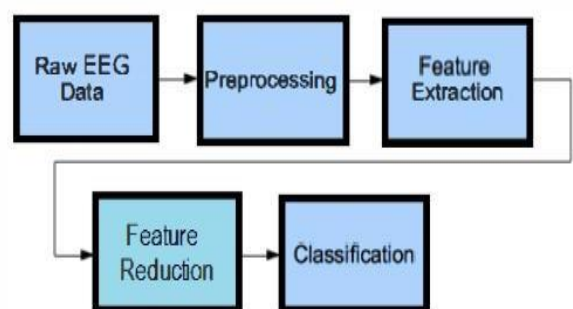 Raw EEG
Data
Preprocessing
Feature
Extraction
Feature
Reduction
Classification